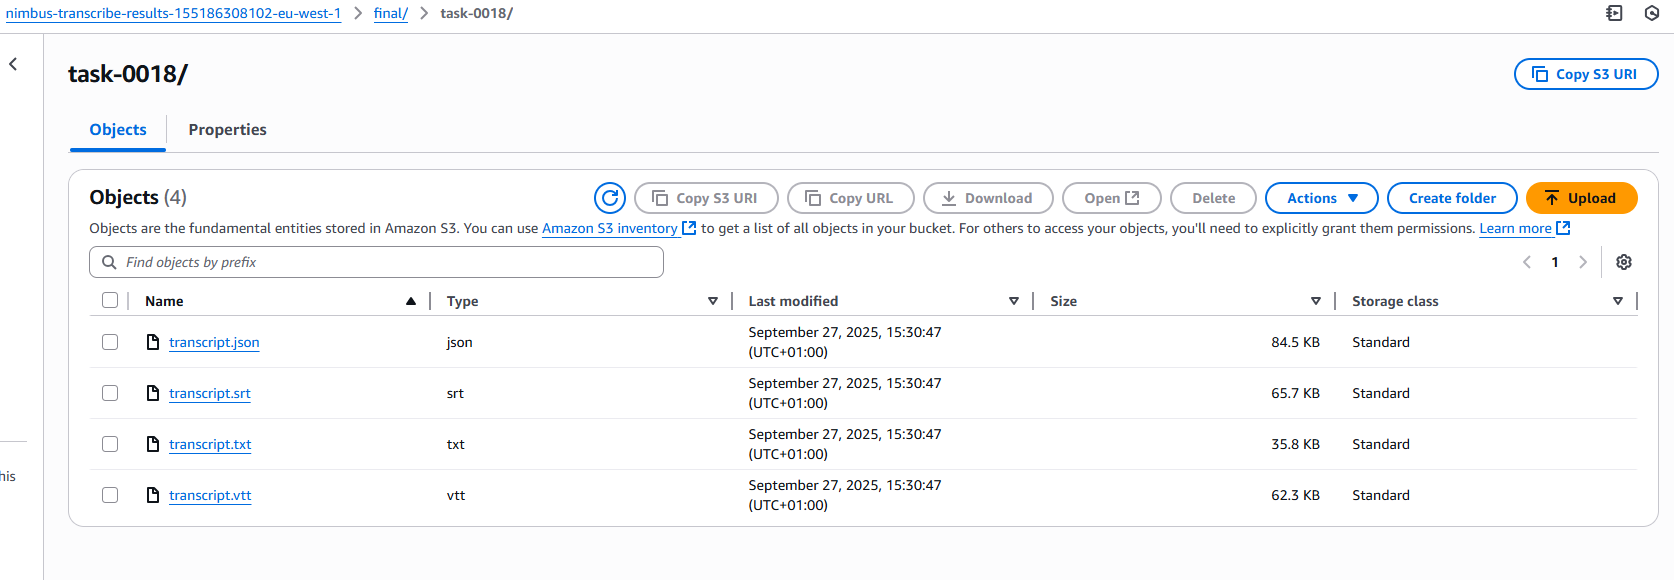 nimbus-transcribe-results-155186308102-eu-west-1 > final/ > task-0018/
task-0018/
Copy S3 URI
Objects
Properties
Objects (4)
Copy S3 URI
Copy URL
Download
Open
Delete
Actions
Create folder
Upload
Objects are the fundamental entities stored in Amazon S3. You can use Amazon S3 inventory to get a list of all objects in your bucket. For others to access your objects, you'll need to explicitly grant them permissions. Learn more
Find objects by prefix
1
Name Type Last modified Size Storage class
transcript.json json September 27, 2025, 15:30:47 (UTC+01:00) 84.5 KB Standard
transcript.srt srt September 27, 2025, 15:30:47 (UTC+01:00) 65.7 KB Standard
transcript.txt txt September 27, 2025, 15:30:47 (UTC+01:00) 35.8 KB Standard
his
transcript.vtt vtt September 27, 2025, 15:30:47 (UTC+01:00) 62.3 KB Standard